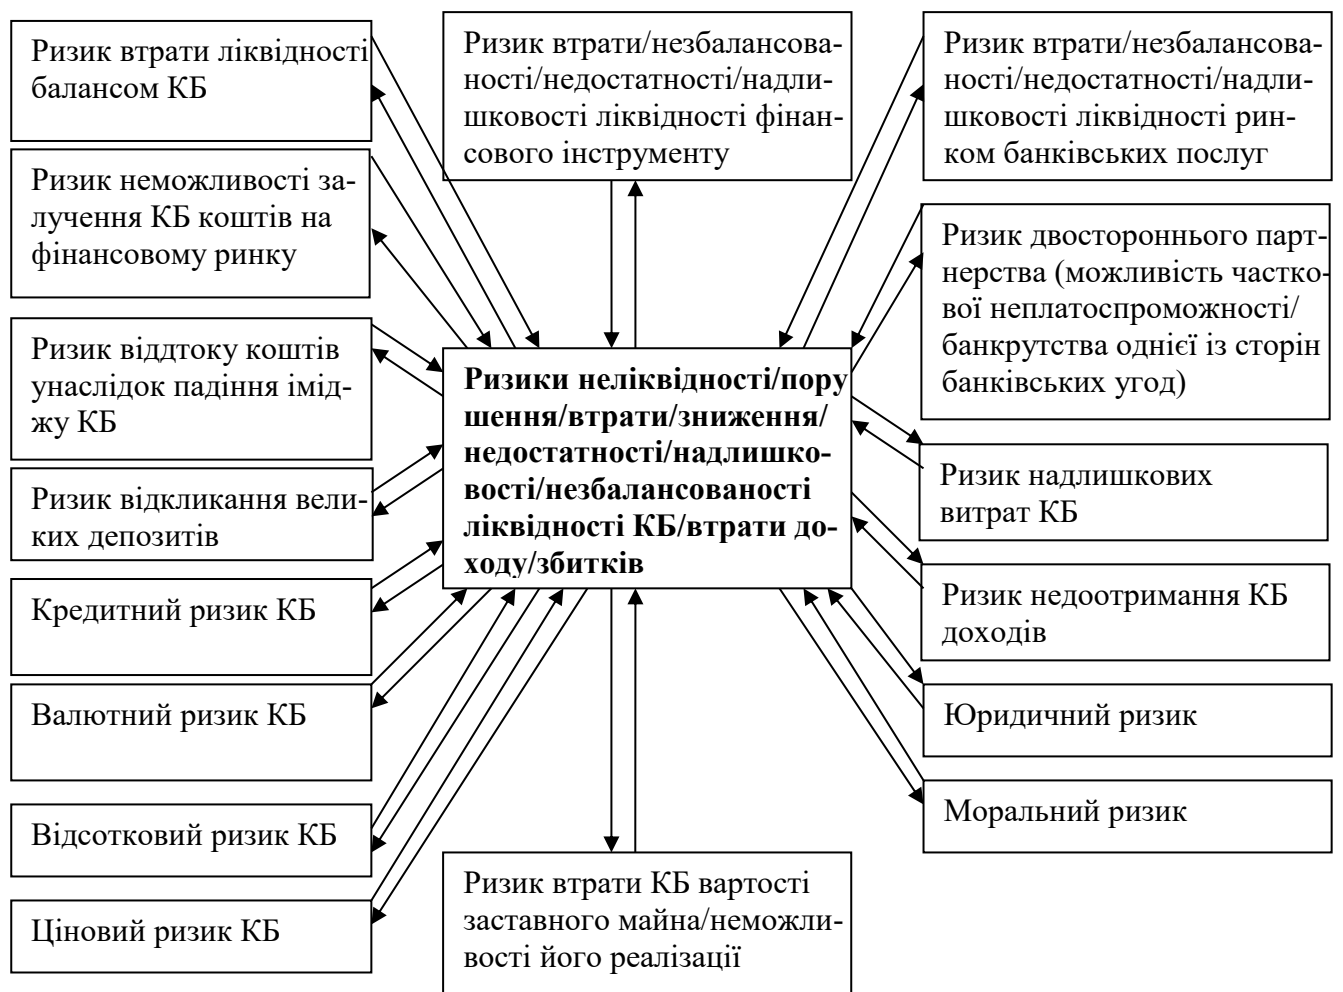 Ризик втрати ліквідності
балансом КБ
Ризик неможливості за-
лучення КБ коштів на
фінансовому ринку
Ризик віддтоку коштів
унаслідок падіння імід-
жу КБ
Ризик відкликання вели-
ких депозитів
Кредитний ризик КБ
Валютний ризик КБ
Відсотковий ризик КБ
Ціновий ризик КБ
Ризик втрати/незбалансова-
ності/недостатності/надли-
шковості ліквідності фінан-
сового інструменту
Ризики неліквідності/пору
шення/втрати/зниження/
недостатності/надлишко-
вості/незбалансованості
ліквідності КБ/втрати до-
ходу/збитків
Ризик втрати КБ вартості
заставного майна/неможли-
вості його реалізації
Ризик втрати/незбалансова-
ності/недостатності/надли-
шковості ліквідності рин-
ком банківських послуг
Ризик двостороннього парт-
нерства (можливість частко-
вої неплатоспроможності/
банкрутства однієї із сторін
банківських угод)
Ризик надлишкових
витрат КБ
Ризик недоотримання КБ
доходів
Юридичний ризик
Моральний ризик